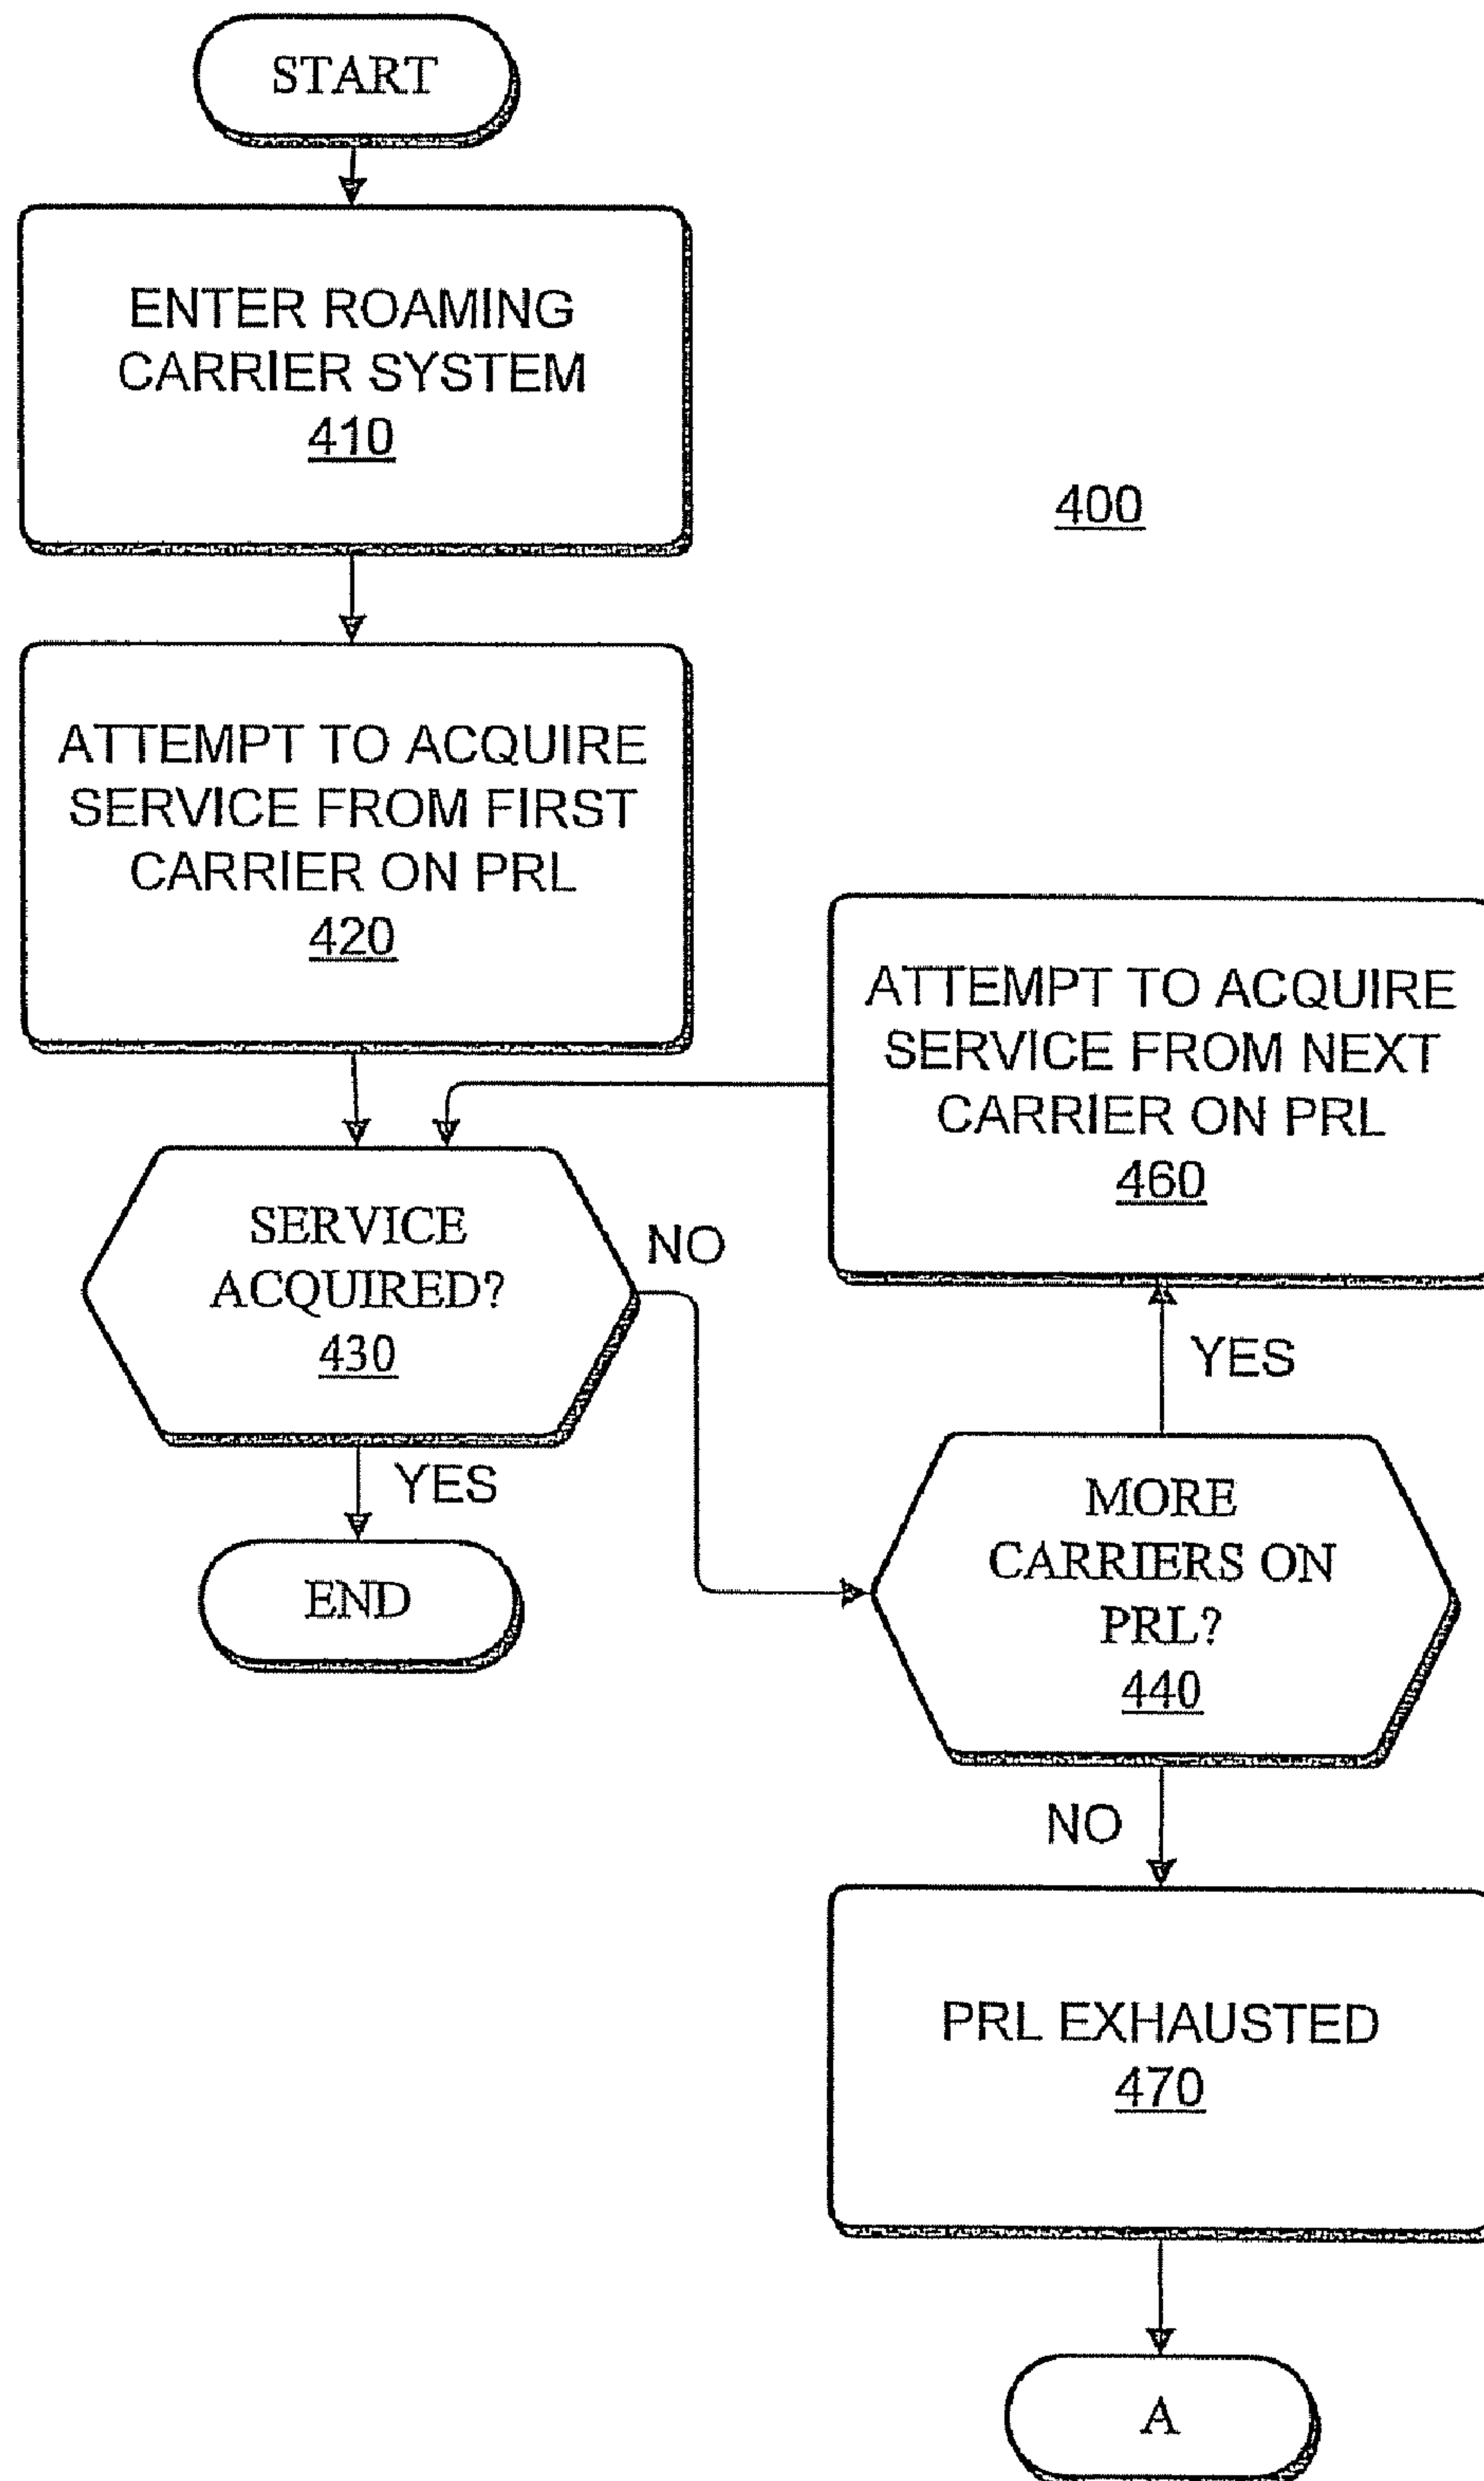 START
ENTER ROAMING
CARRIER SYSTEM
410
400
ATTEMPT TO ACQUIRE
SERVICE FROM FIRST
CARRIER ON PRL
420
ATTEMPT TO ACQUIRE
SERVICE FROM NEXT
CARRIER ON PRL
460
SERVICE
ACQUIRED?
430
NO
YES
YES
END
MORE
CARRIERS ON
PRL?
440
NO
PRL EXHAUSTED
470
A